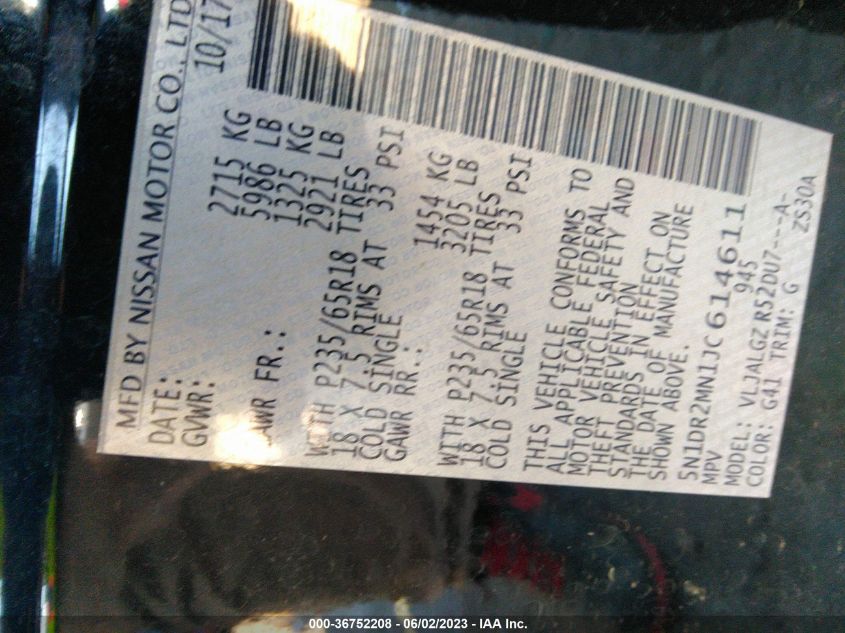 MFD BY NISSAN MOTOR CO., LTD
DATE: 10/17
GVWR: 2715 KG
5986 LB
GAWR FR.: 1325 KG
2921 LB
WITH P235/65R18 TIRES
18 X 7.5 RIMS AT 33 PSI
COLD SINGLE
GAWR RR.: 1454 KG
3205 LB
WITH P235/65R18 TIRES
18 X 7.5 RIMS AT 33 PSI
COLD SINGLE
THIS VEHICLE CONFORMS TO
ALL APPLICABLE FEDERAL
MOTOR VEHICLE SAFETY AND
THEFT PREVENTION
STANDARDS IN EFFECT ON
THE DATE OF MANUFACTURE
SHOWN ABOVE.
5N1DR2MN1JC614611
MPV 945
MODEL: VLJALGZ R52DU7---A-
COLOR: G41 TRIM: G ZS30A
000-36752208 - 06/02/2023 - IAA Inc.